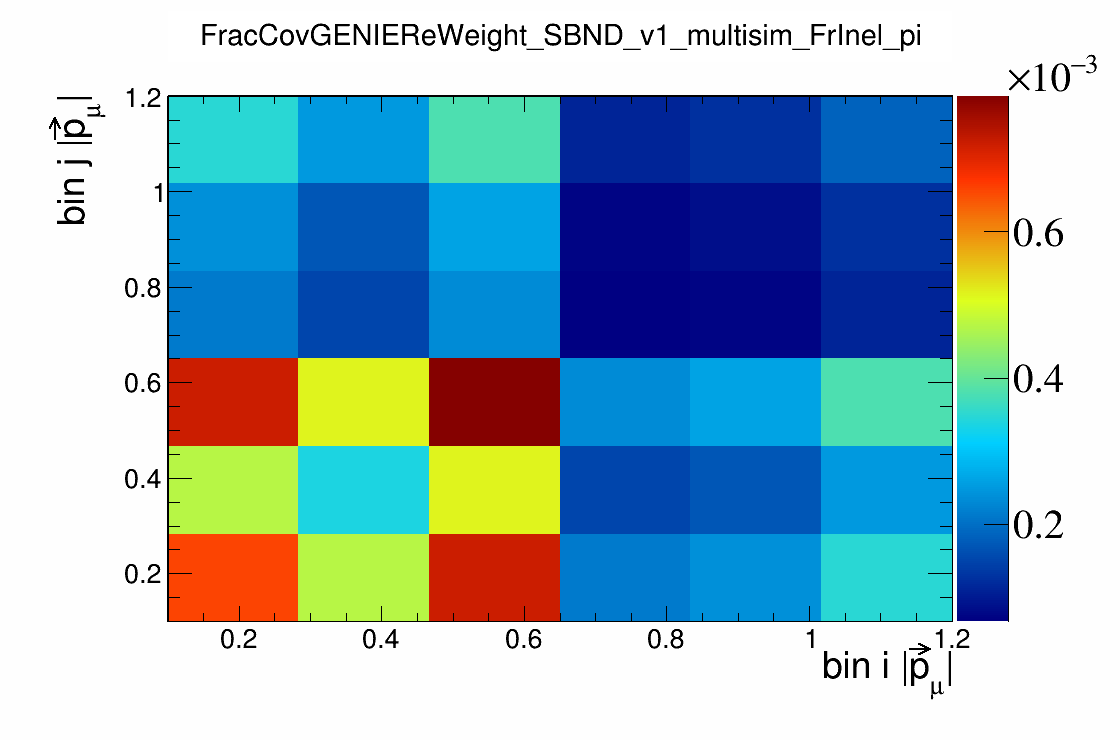 FracCovGENIEReWeight_SBND_v1_multisim_FrInel_pi
×10⁻³
bin j |p⃗_μ|
1.2
1
0.8
0.6
0.4
0.2
0.6
0.4
0.2
0.2 0.4 0.6 0.8 1 1.2
bin i |p⃗_μ|